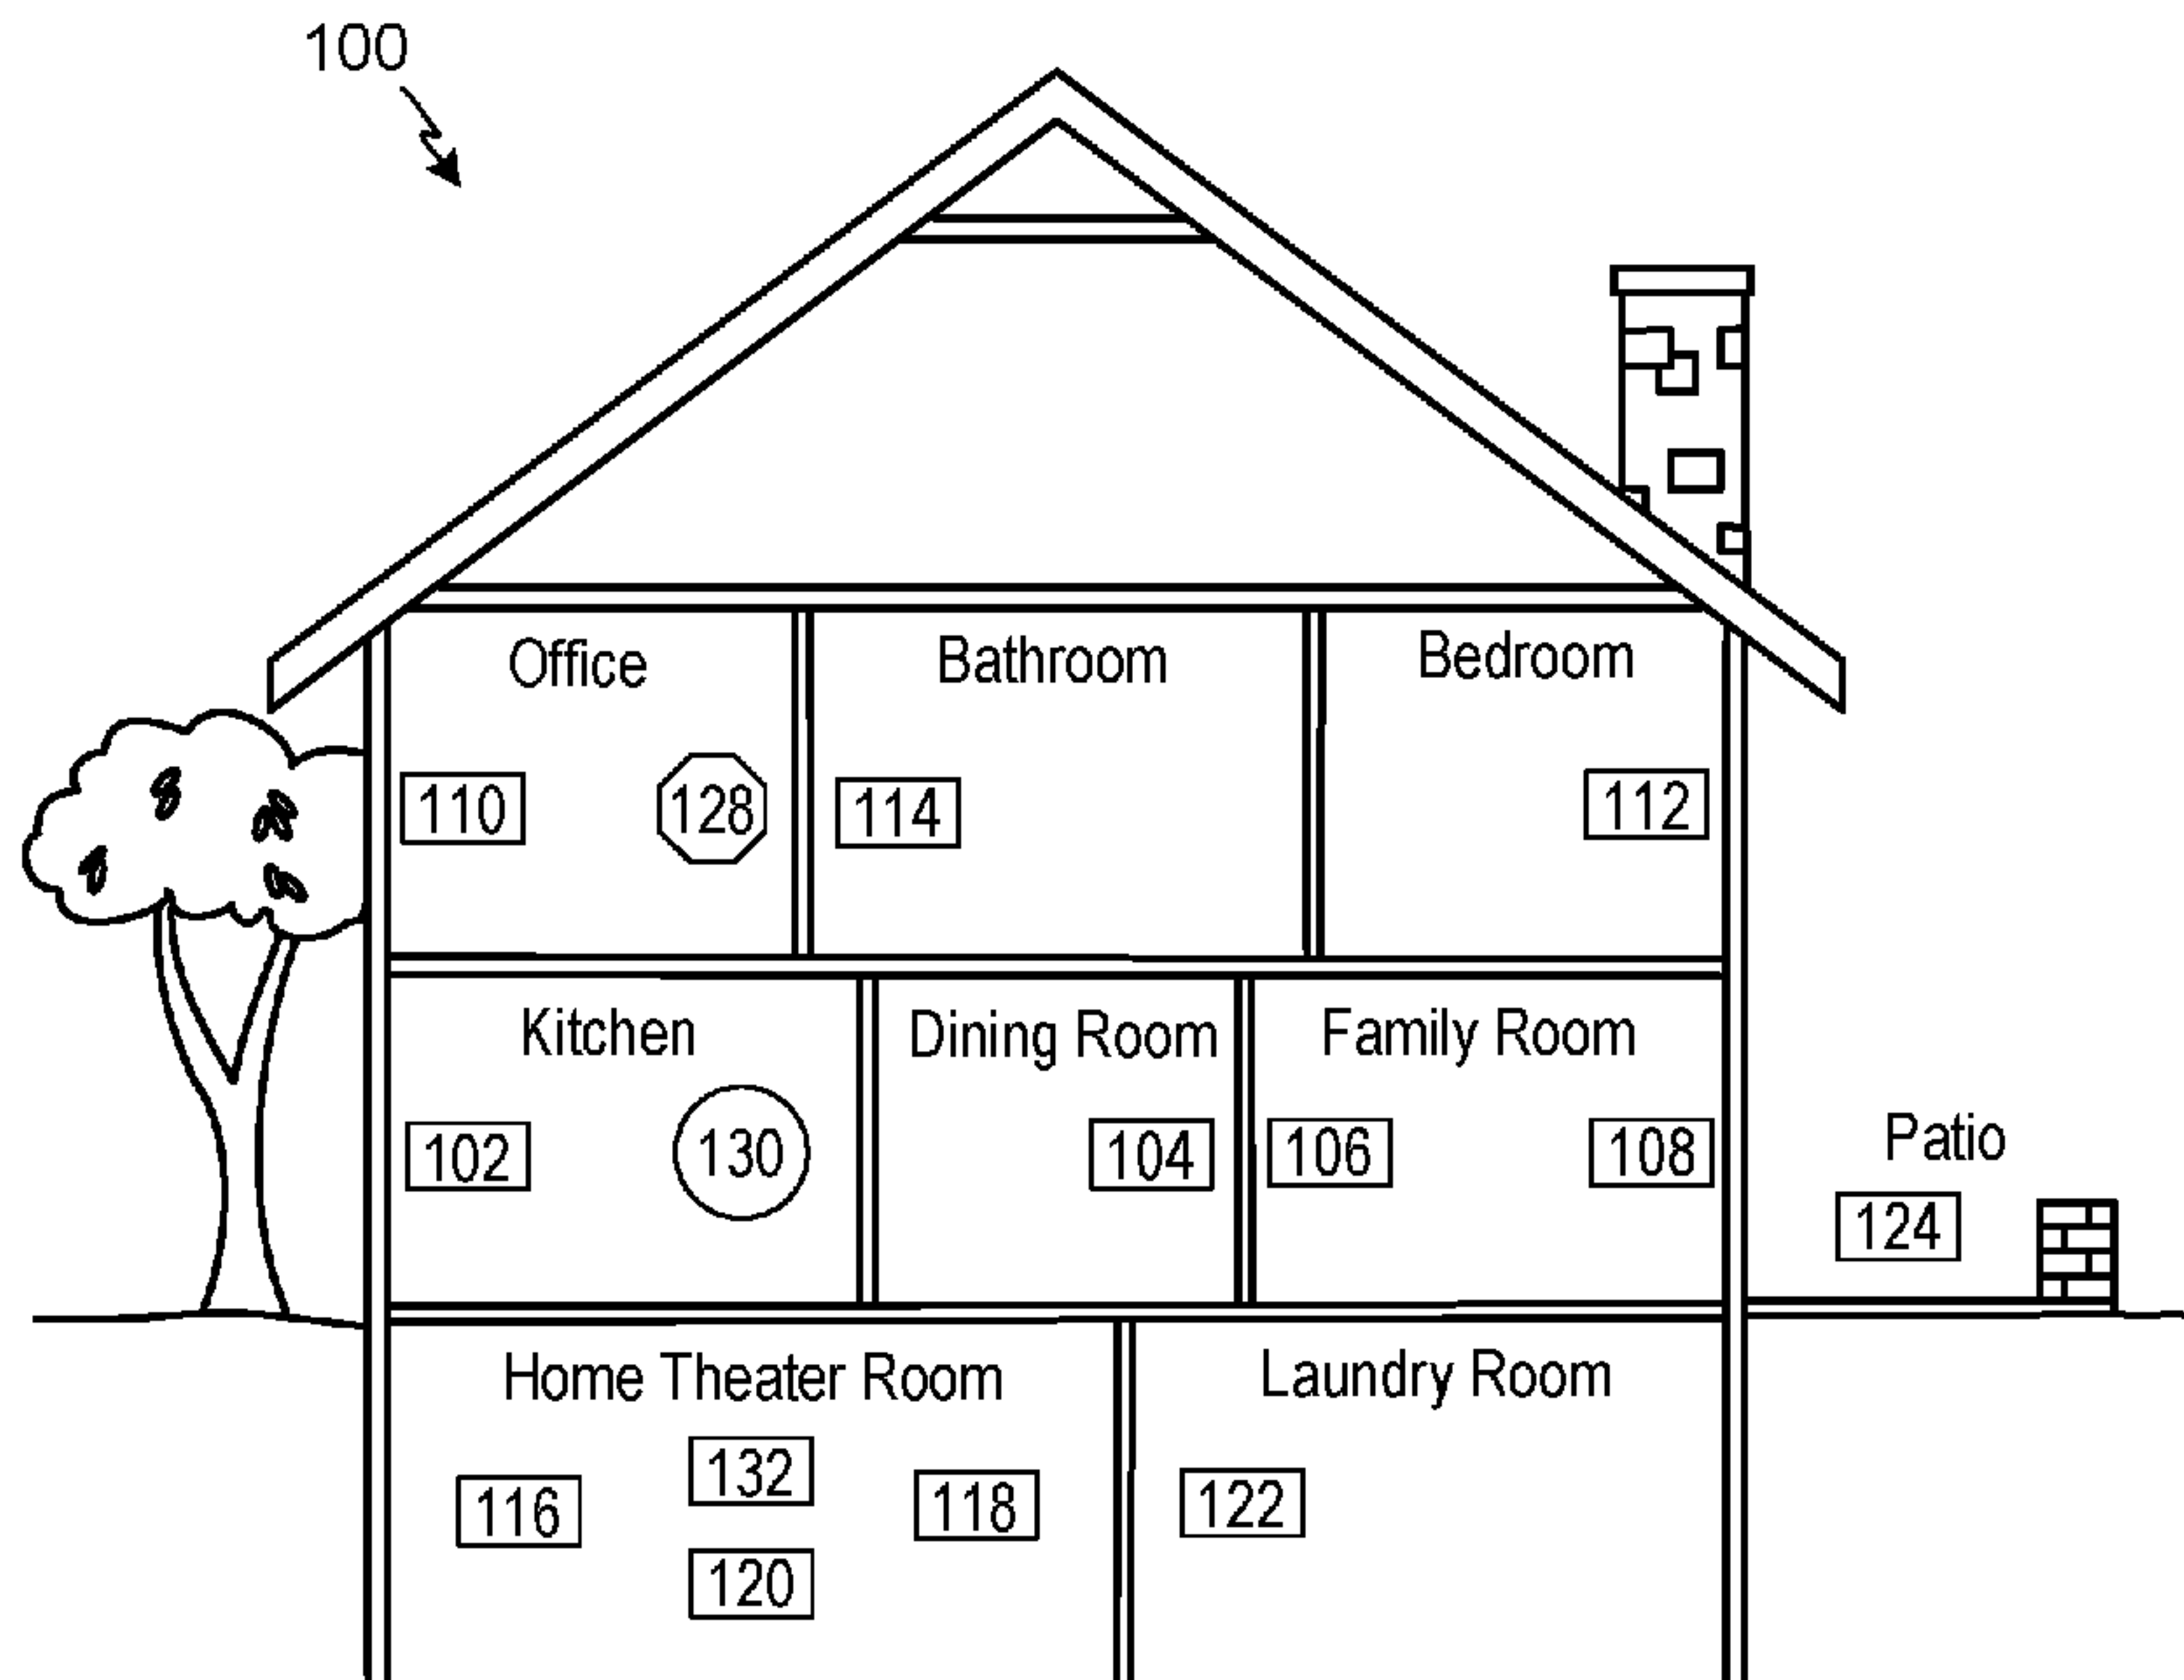 100
Office
Bathroom
Bedroom
110
128
114
112
Kitchen
Dining Room
Family Room
102
130
104
106
108
Patio
124
Home Theater Room
Laundry Room
116
132
118
120
122